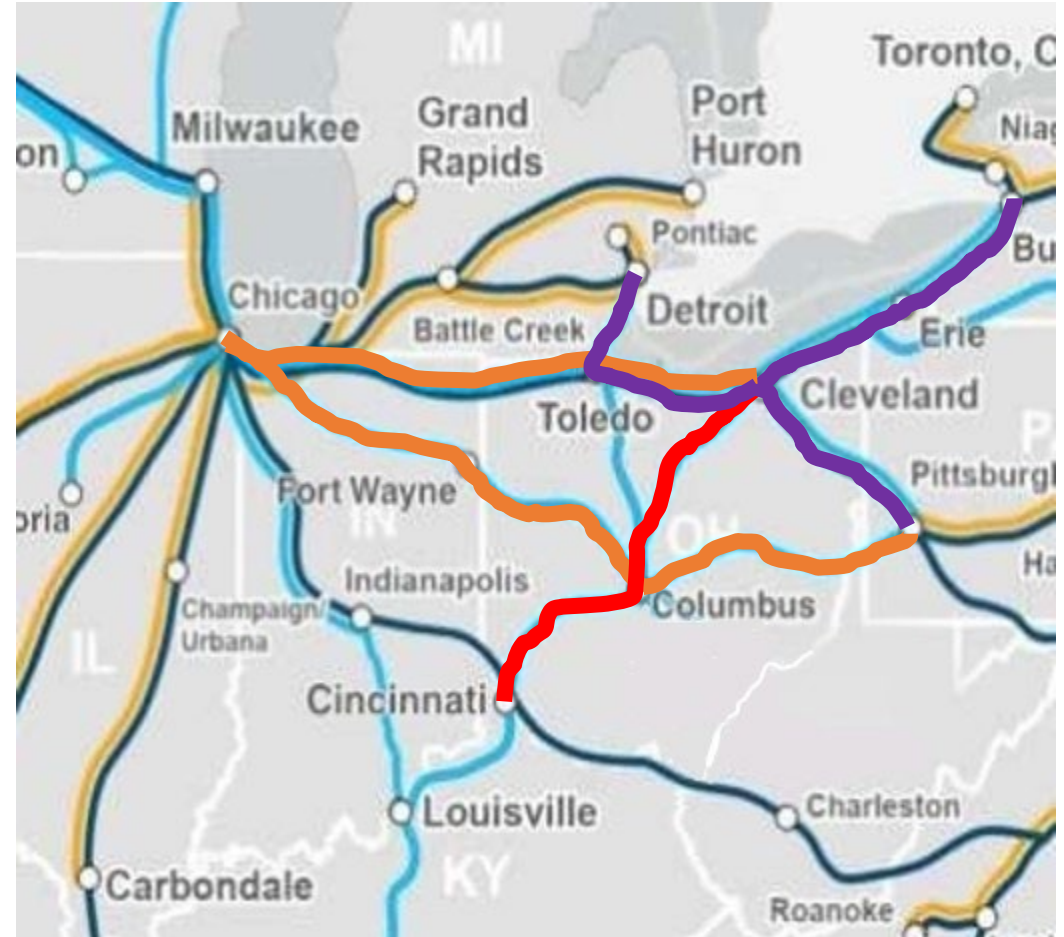 MI
Toronto, C
Grand
Rapids
Port
Huron
Milwaukee
Niag
on
Pontiac
Bu
Chicago
Detroit
Battle Creek
Erie
Cleveland
Toledo
P
Pittsburgh
Fort Wayne
IN
OH
oria
Ha
Indianapolis
Columbus
Champaign/
Urbana
IL
Cincinnati
Charleston
Louisville
KY
Carbondale
Roanoke